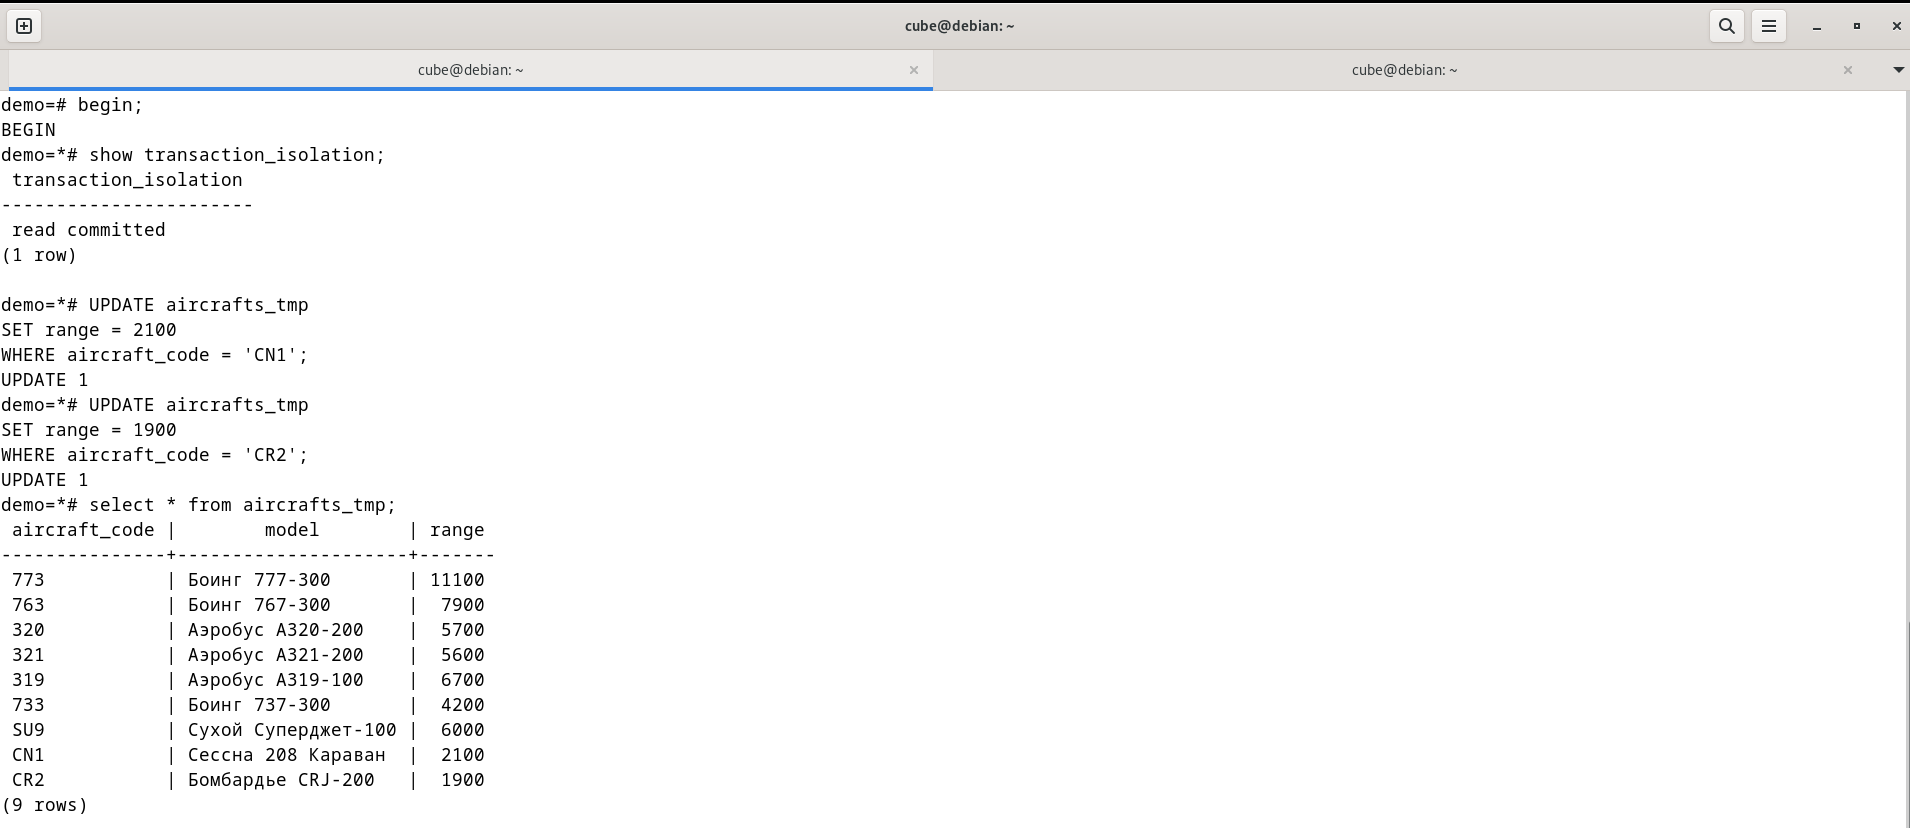 cube@debian: ~
cube@debian: ~ cube@debian: ~
demo=# begin;
BEGIN
demo=*# show transaction_isolation;
 transaction_isolation
-----------------------
 read committed
(1 row)

demo=*# UPDATE aircrafts_tmp
SET range = 2100
WHERE aircraft_code = 'CN1';
UPDATE 1
demo=*# UPDATE aircrafts_tmp
SET range = 1900
WHERE aircraft_code = 'CR2';
UPDATE 1
demo=*# select * from aircrafts_tmp;
 aircraft_code |        model        | range
---------------+---------------------+-------
 773           | Боинг 777-300       | 11100
 763           | Боинг 767-300       |  7900
 320           | Аэробус A320-200    |  5700
 321           | Аэробус A321-200    |  5600
 319           | Аэробус A319-100    |  6700
 733           | Боинг 737-300       |  4200
 SU9           | Сухой Суперджет-100 |  6000
 CN1           | Сессна 208 Караван  |  2100
 CR2           | Бомбардье CRJ-200   |  1900
(9 rows)